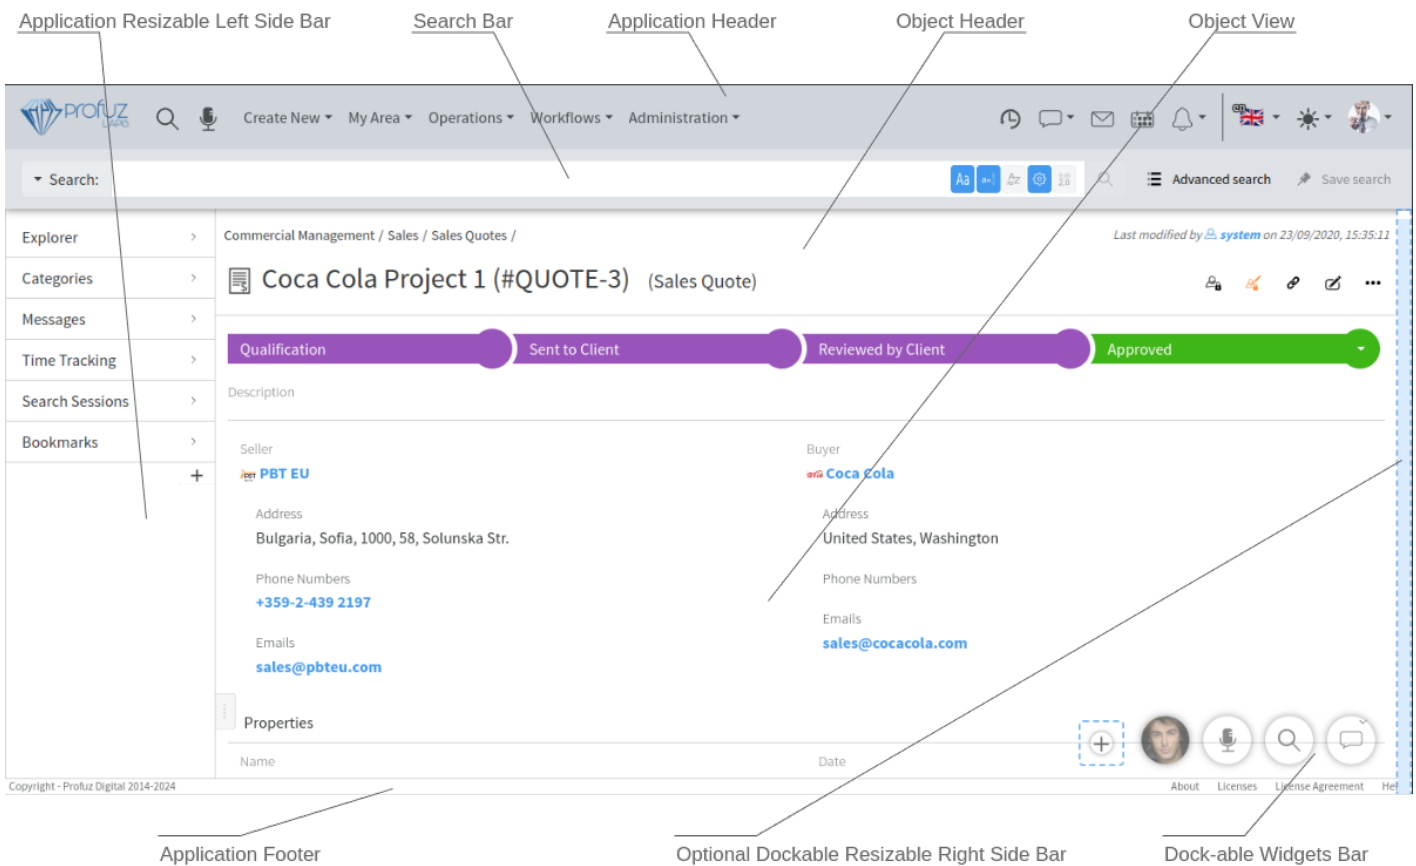 Application Resizable Left Side Bar Search Bar Application Header Object Header Object View
PROFUZ LABS Create New My Area Operations Workflows Administration en
Search: Aa Advanced search Save search
Explorer Commercial Management / Sales / Sales Quotes / Last modified by system on 23/09/2020, 15:35:11
Categories Coca Cola Project 1 (#QUOTE-3) (Sales Quote)
Messages
Time Tracking Qualification Sent to Client Reviewed by Client Approved
Search Sessions Description
Bookmarks Seller Buyer
PBT EU Coca Cola
Address Address
Bulgaria, Sofia, 1000, 58, Solunska Str. United States, Washington
Phone Numbers Phone Numbers
+359-2-439 2197
Emails Emails
sales@pbteu.com sales@cocacola.com
Properties
Name Date
Copyright - Profuz Digital 2014-2024 About Licenses License Agreement
Application Footer Optional Dockable Resizable Right Side Bar Dock-able Widgets Bar